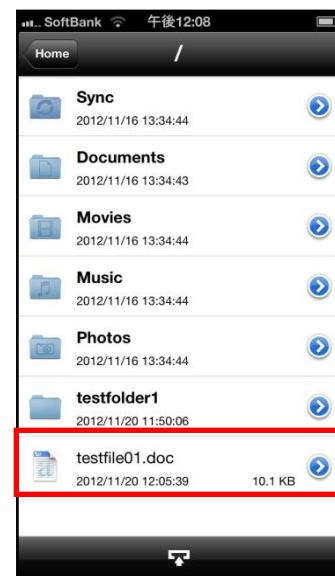 SoftBank 午後12:08
Home /
Sync
2012/11/16 13:34:44
Documents
2012/11/16 13:34:43
Movies
2012/11/16 13:34:44
Music
2012/11/16 13:34:44
Photos
2012/11/16 13:34:44
testfolder1
2012/11/20 11:50:06
testfile01.doc
2012/11/20 12:05:39 10.1 KB